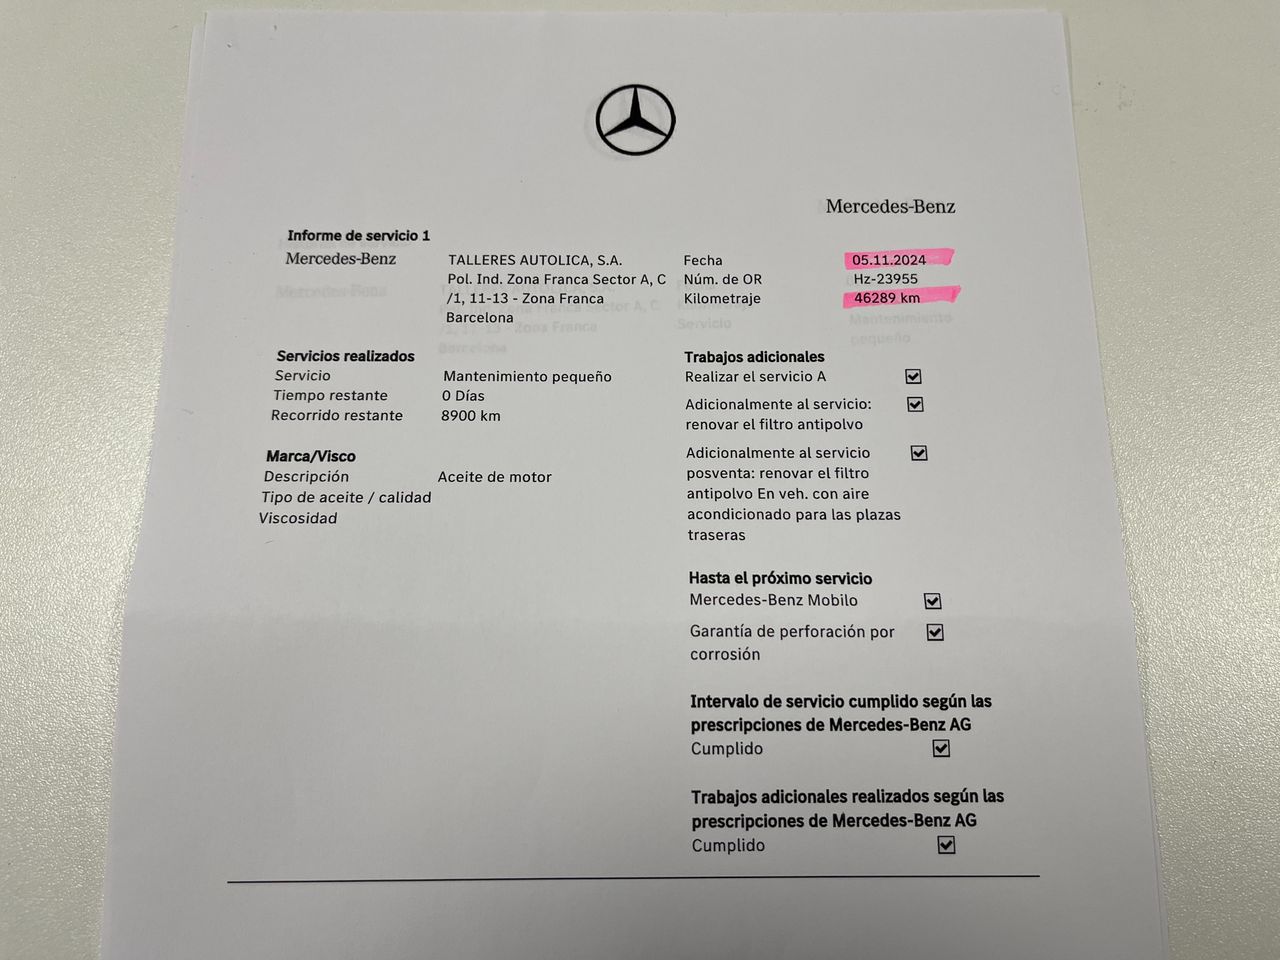 Mercedes-Benz
Informe de servicio 1
Mercedes-Benz
TALLERES AUTOLICA, S.A.
Pol. Ind. Zona Franca Sector A, C
/1, 11-13 - Zona Franca
Barcelona
Fecha 05.11.2024
Núm. de OR Hz-23955
Kilometraje 46289 km
Servicios realizados
Servicio Mantenimiento pequeño
Tiempo restante 0 Días
Recorrido restante 8900 km
Marca/Visco
Descripción Aceite de motor
Tipo de aceite / calidad
Viscosidad
Trabajos adicionales
Realizar el servicio A
Adicionalmente al servicio:
renovar el filtro antipolvo
Adicionalmente al servicio
posventa: renovar el filtro
antipolvo En veh. con aire
acondicionado para las plazas
traseras
Hasta el próximo servicio
Mercedes-Benz Mobilo
Garantía de perforación por
corrosión
Intervalo de servicio cumplido según las
prescripciones de Mercedes-Benz AG
Cumplido
Trabajos adicionales realizados según las
prescripciones de Mercedes-Benz AG
Cumplido